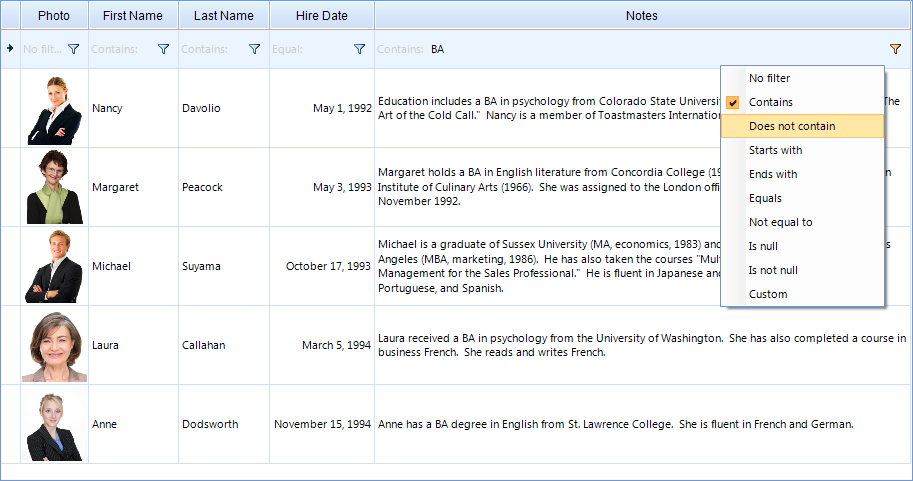 Photo First Name Last Name Hire Date Notes
No filt... Contains: Contains: Equal: Contains: BA
No filter
Contains
Does not contain
Starts with
Ends with
Equals
Not equal to
Is null
Is not null
Custom
Nancy Davolio May 1, 1992
Education includes a BA in psychology from Colorado State Universi The
Art of the Cold Call." Nancy is a member of Toastmasters Internation
Margaret Peacock May 3, 1993
Margaret holds a BA in English literature from Concordia College (19 n
Institute of Culinary Arts (1966). She was assigned to the London offi
November 1992.
Michael Suyama October 17, 1993
Michael is a graduate of Sussex University (MA, economics, 1983) and s
Angeles (MBA, marketing, 1986). He has also taken the courses "Mult
Management for the Sales Professional." He is fluent in Japanese and
Portuguese, and Spanish.
Laura Callahan March 5, 1994
Laura received a BA in psychology from the University of Washington. She has also completed a course in
business French. She reads and writes French.
Anne Dodsworth November 15, 1994
Anne has a BA degree in English from St. Lawrence College. She is fluent in French and German.